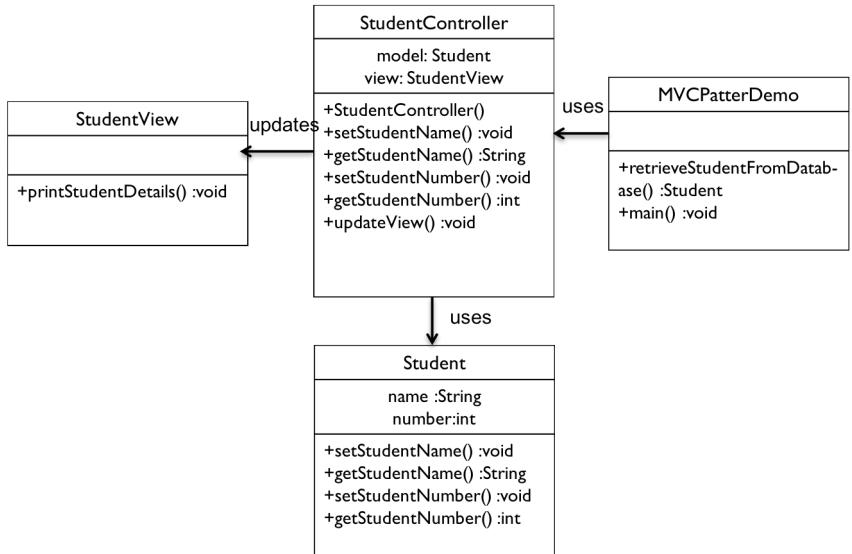 StudentController
model: Student
view: StudentView
+StudentController()
+setStudentName() :void
+getStudentName() :String
+setStudentNumber() :void
+getStudentNumber() :int
+updateView() :void
StudentView
+printStudentDetails() :void
updates
uses
MVCPatterDemo
+retrieveStudentFromDatab-
ase() :Student
+main() :void
uses
Student
name :String
number:int
+setStudentName() :void
+getStudentName() :String
+setStudentNumber() :void
+getStudentNumber() :int